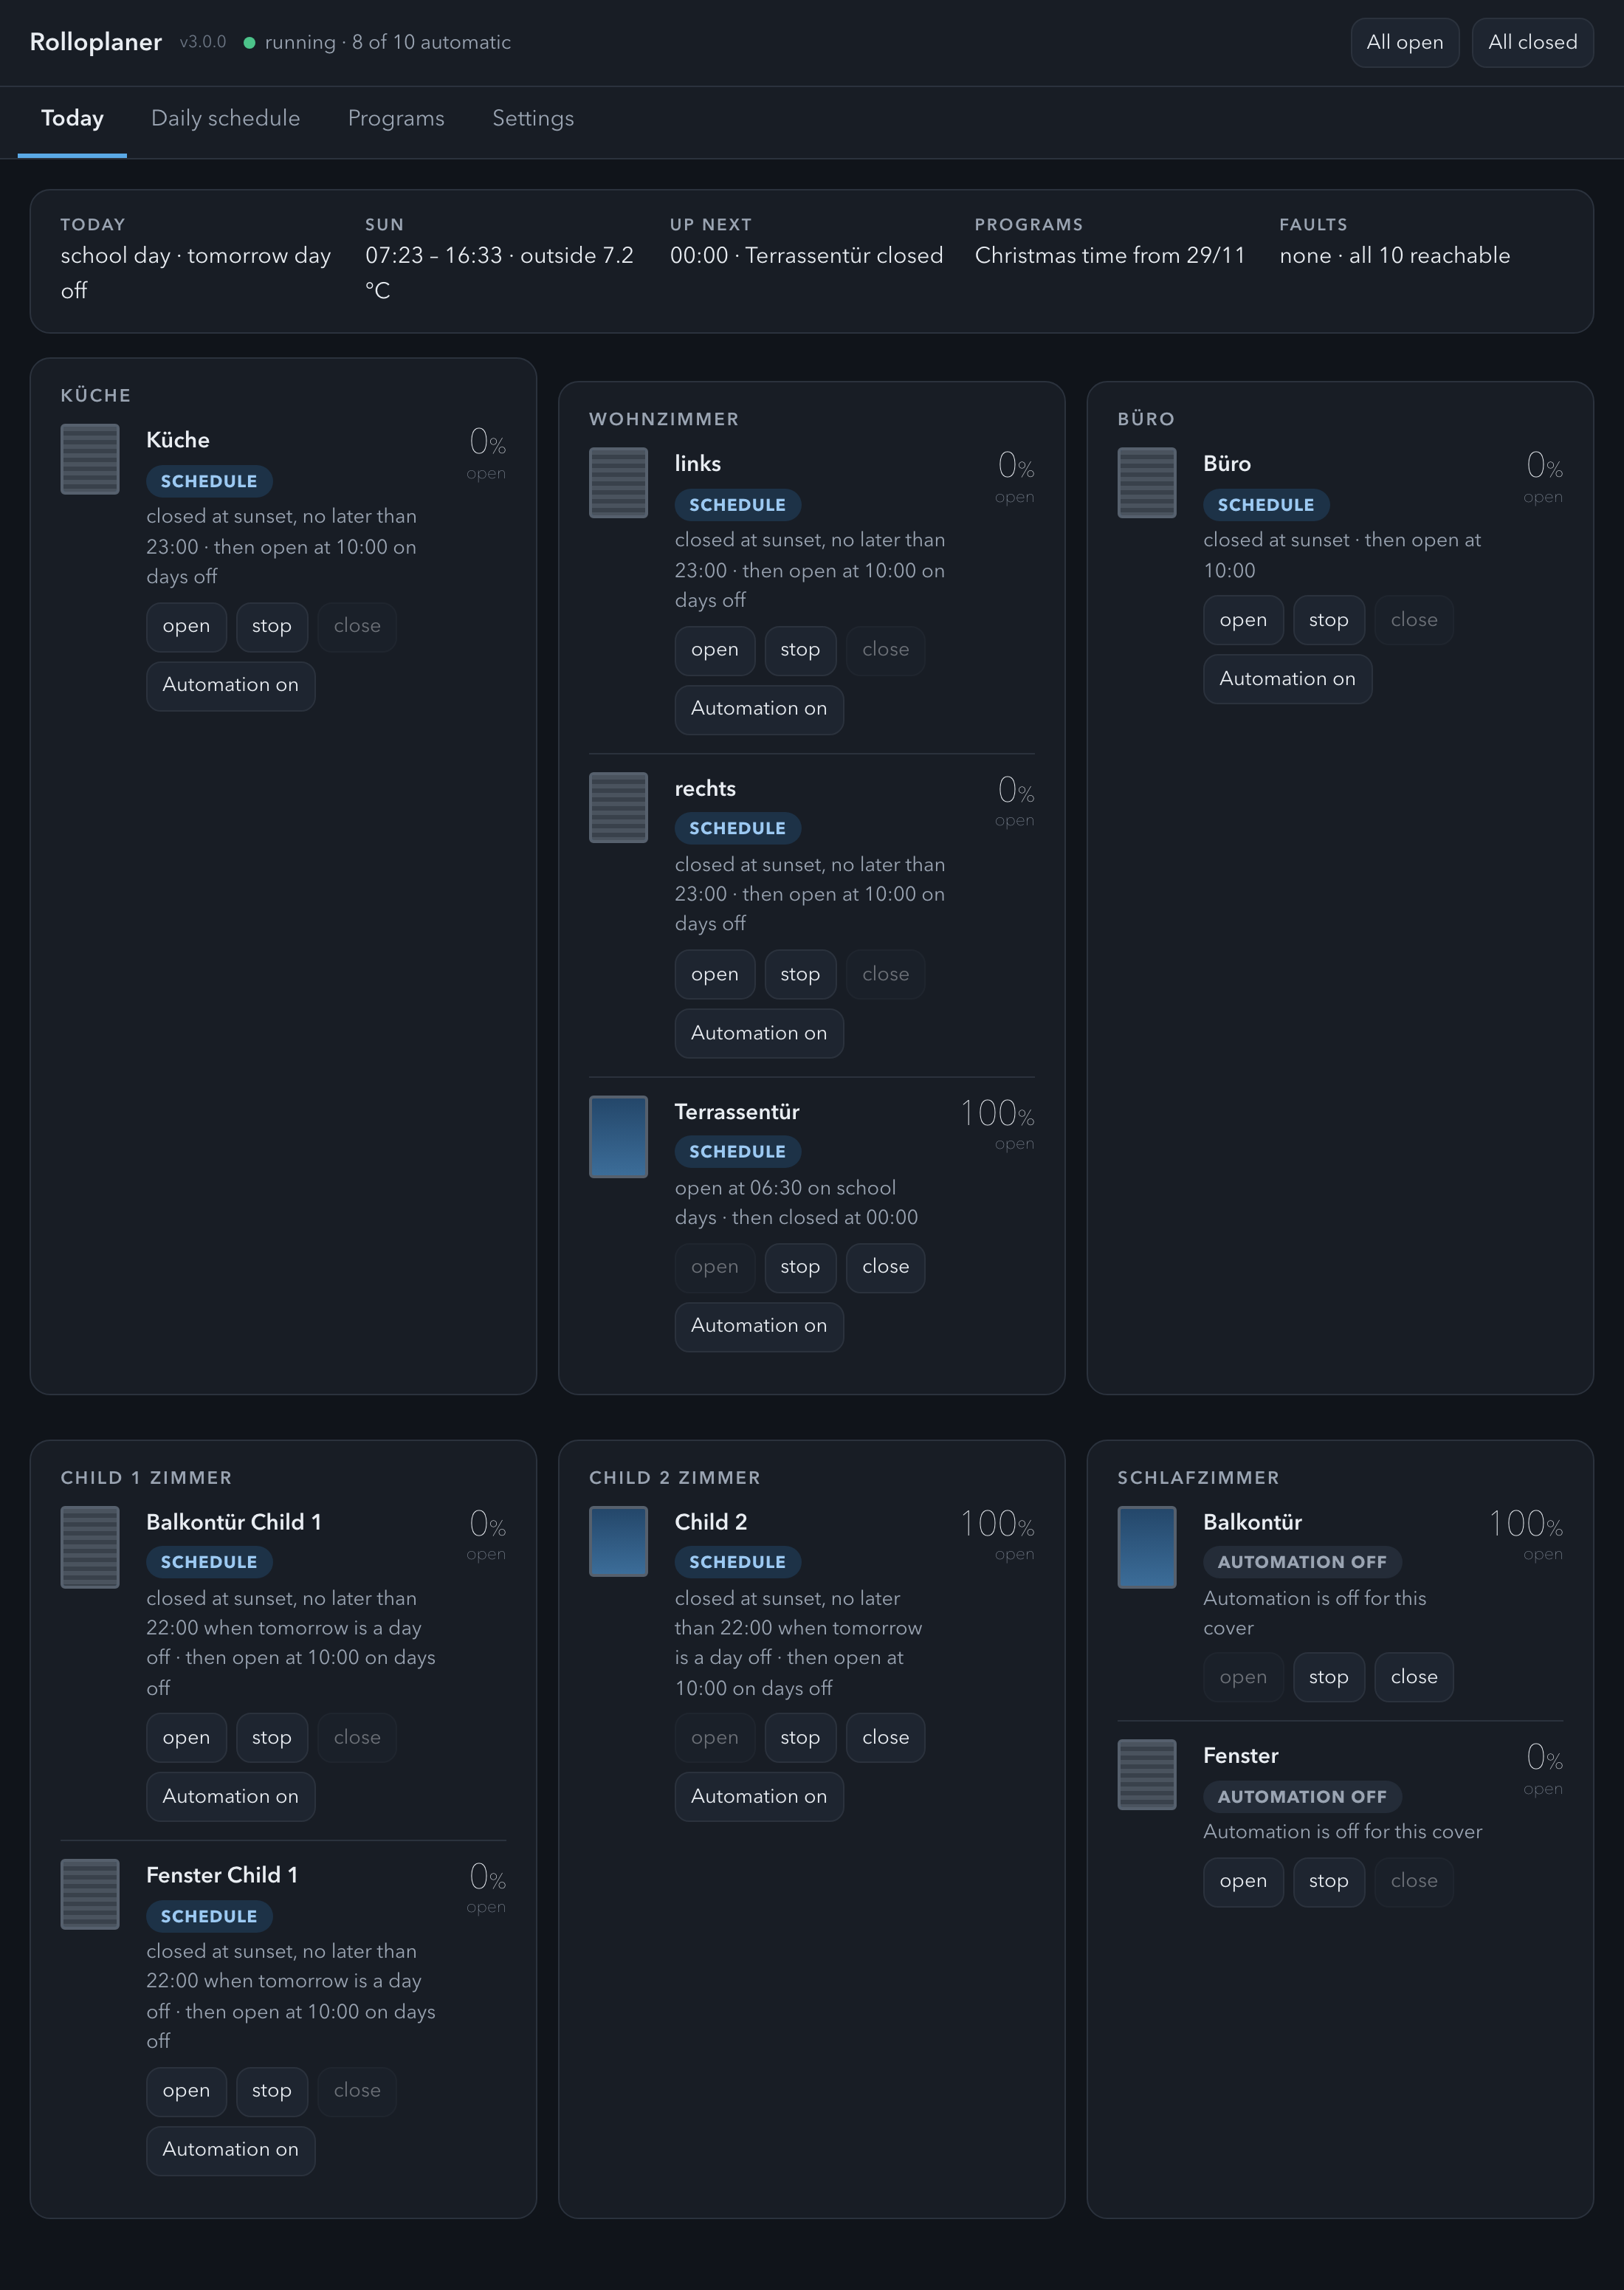 Rolloplaner v3.0.0 running · 8 of 10 automatic
All open
All closed
Today
Daily schedule
Programs
Settings
TODAY
school day · tomorrow day
off
SUN
07:23 – 16:33 · outside 7.2
°C
UP NEXT
00:00 · Terrassentür closed
PROGRAMS
Christmas time from 29/11
FAULTS
none · all 10 reachable
KÜCHE
Küche
0%
open
SCHEDULE
closed at sunset, no later than
23:00 · then open at 10:00 on
days off
open
stop
close
Automation on
WOHNZIMMER
links
0%
open
SCHEDULE
closed at sunset, no later than
23:00 · then open at 10:00 on
days off
open
stop
close
Automation on
rechts
0%
open
SCHEDULE
closed at sunset, no later than
23:00 · then open at 10:00 on
days off
open
stop
close
Automation on
Terrassentür
100%
open
SCHEDULE
open at 06:30 on school
days · then closed at 00:00
open
stop
close
Automation on
BÜRO
Büro
0%
open
SCHEDULE
closed at sunset · then open at
10:00
open
stop
close
Automation on
CHILD 1 ZIMMER
Balkontür Child 1
0%
open
SCHEDULE
closed at sunset, no later than
22:00 when tomorrow is a day
off · then open at 10:00 on days
off
open
stop
close
Automation on
Fenster Child 1
0%
open
SCHEDULE
closed at sunset, no later than
22:00 when tomorrow is a day
off · then open at 10:00 on days
off
open
stop
close
Automation on
CHILD 2 ZIMMER
Child 2
100%
open
SCHEDULE
closed at sunset, no later
than 22:00 when tomorrow
is a day off · then open at
10:00 on days off
open
stop
close
Automation on
SCHLAFZIMMER
Balkontür
100%
open
AUTOMATION OFF
Automation is off for this
cover
open
stop
close
Fenster
0%
open
AUTOMATION OFF
Automation is off for this cover
open
stop
close